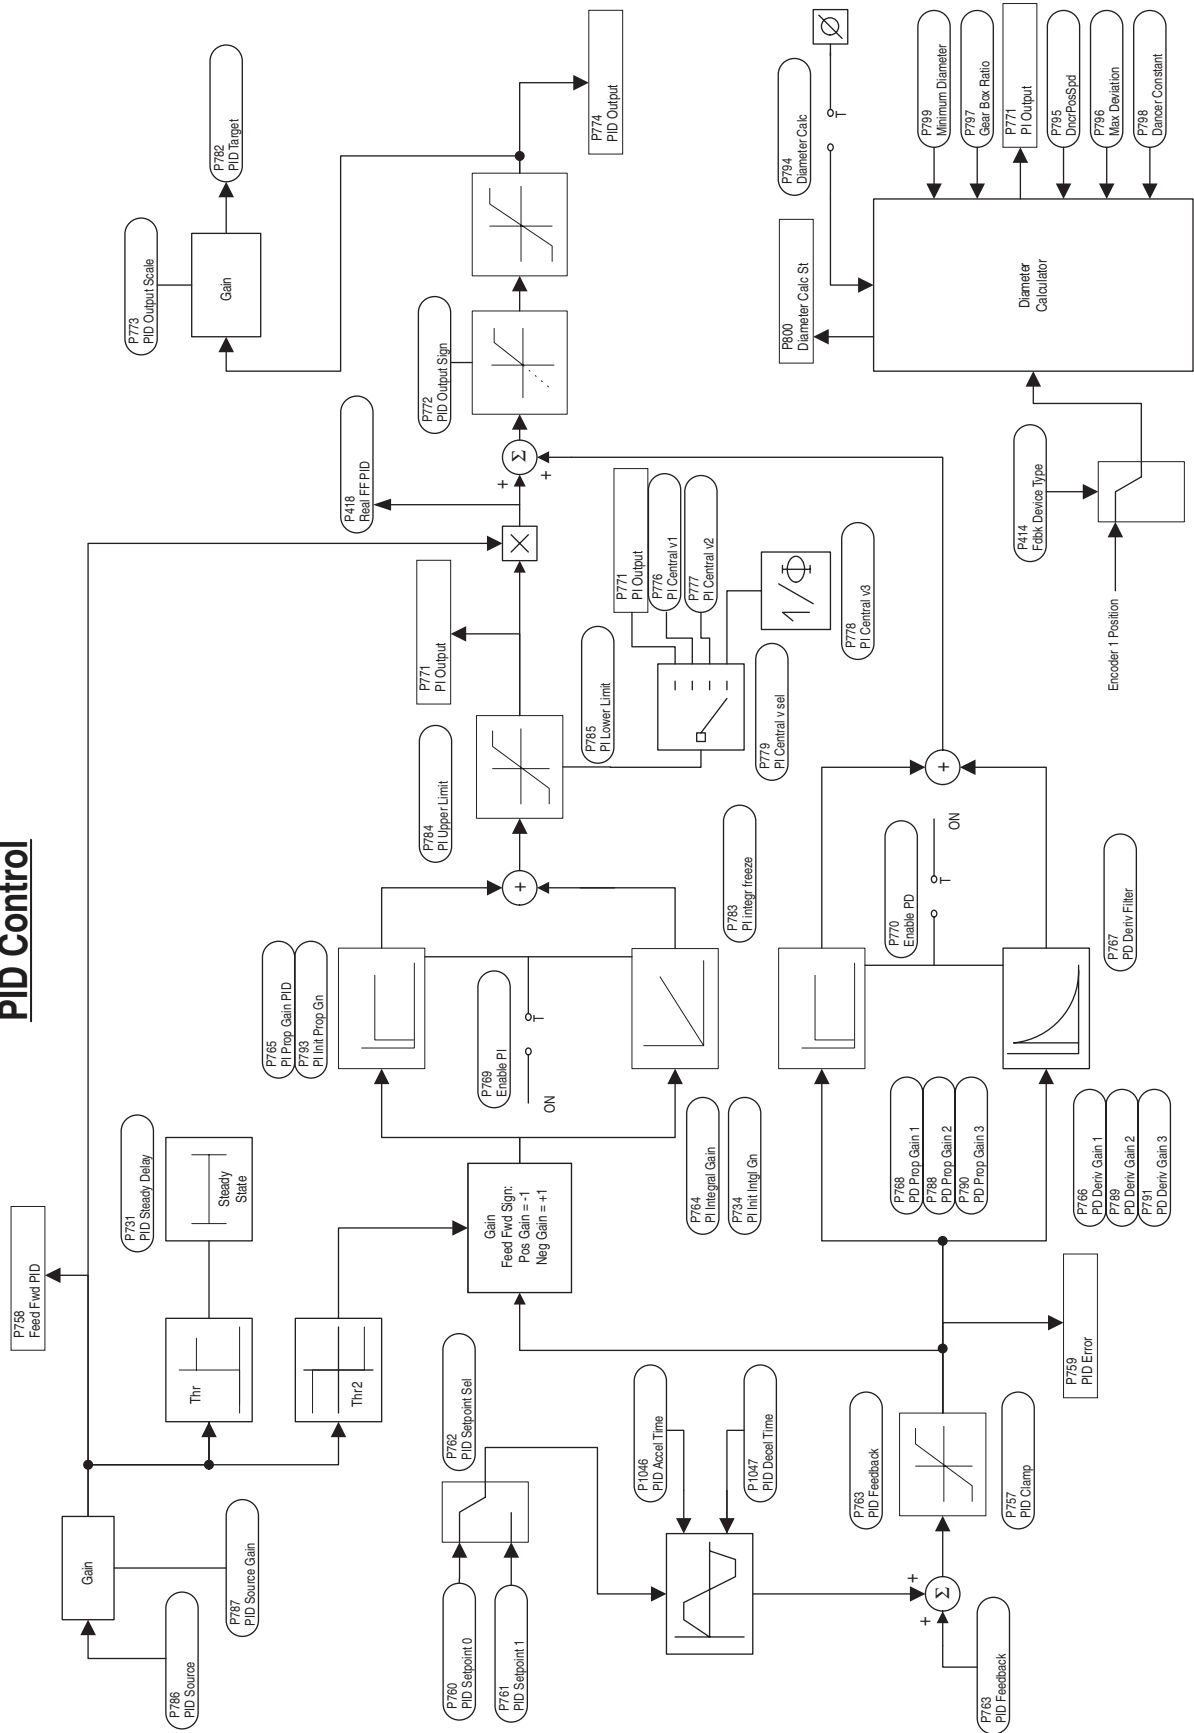 PID Control
P758
Feed Fwd PID
P786
PID Source
P787
PID Source Gain
Gain
Thr
P731
PID Steady Delay
Steady
State
Thr2
P760
PID Setpoint 0
P761
PID Setpoint 1
P762
PID Setpoint Sel
Gain
Feed Fwd Sign:
Pos Gain = -1
Neg Gain = +1
P765
PI Prop Gain PID
P793
PI Init Prop Gn
P769
Enable PI
ON
T
P764
PI Integral Gain
P734
PI Init Intgl Gn
P783
PI integr freeze
+
P784
PI Upper Limit
P785
PI Lower Limit
P771
PI Output
P779
PI Central v sel
P771
PI Output
P776
PI Central v1
P777
PI Central v2
1/Φ
P778
PI Central v3
X
P418
Real FF PID
+
+
Σ
P772
PID Output Sign
P773
PID Output Scale
Gain
P782
PID Target
P774
PID Output
P1046
PID Accel Time
P1047
PID Decel Time
P763
PID Feedback
+
+
Σ
P763
PID Feedback
P757
PID Clamp
P759
PID Error
P768
PD Prop Gain 1
P788
PD Prop Gain 2
P790
PD Prop Gain 3
P766
PD Deriv Gain 1
P789
PD Deriv Gain 2
P791
PD Deriv Gain 3
P770
Enable PD
T
ON
P767
PD Deriv Filter
+
Encoder 1 Position
P414
Fdbk Device Type
P800
Diameter Calc St
P794
Diameter Calc
T
Ø
Diameter
Calculator
P799
Minimum Diameter
P797
Gear Box Ratio
P771
PI Output
P795
DncrPosSpd
P796
Max Deviation
P798
Dancer Constant